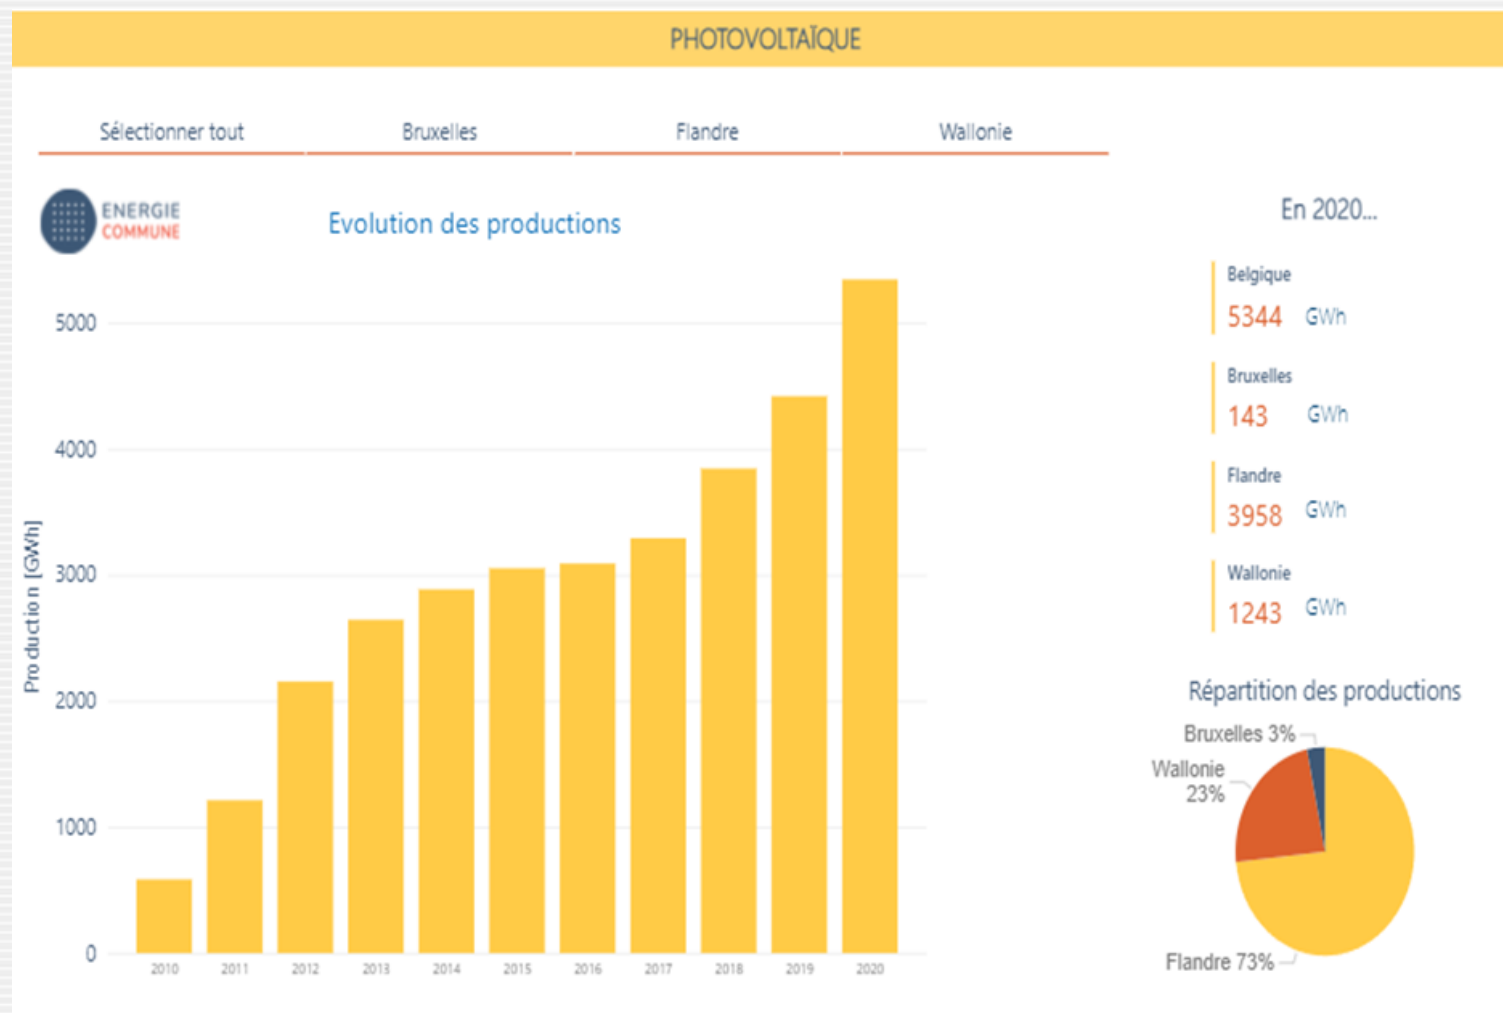 PHOTOVOLTAÏQUE
Sélectionner tout
Bruxelles
Flandre
Wallonie
ENERGIE
COMMUNE
Evolution des productions
Production [GWh]
5000
4000
3000
2000
1000
0
2010
2011
2012
2013
2014
2015
2016
2017
2018
2019
2020
En 2020...
Belgique
5344 GWh
Bruxelles
143 GWh
Flandre
3958 GWh
Wallonie
1243 GWh
Répartition des productions
Bruxelles 3%
Wallonie
23%
Flandre 73%